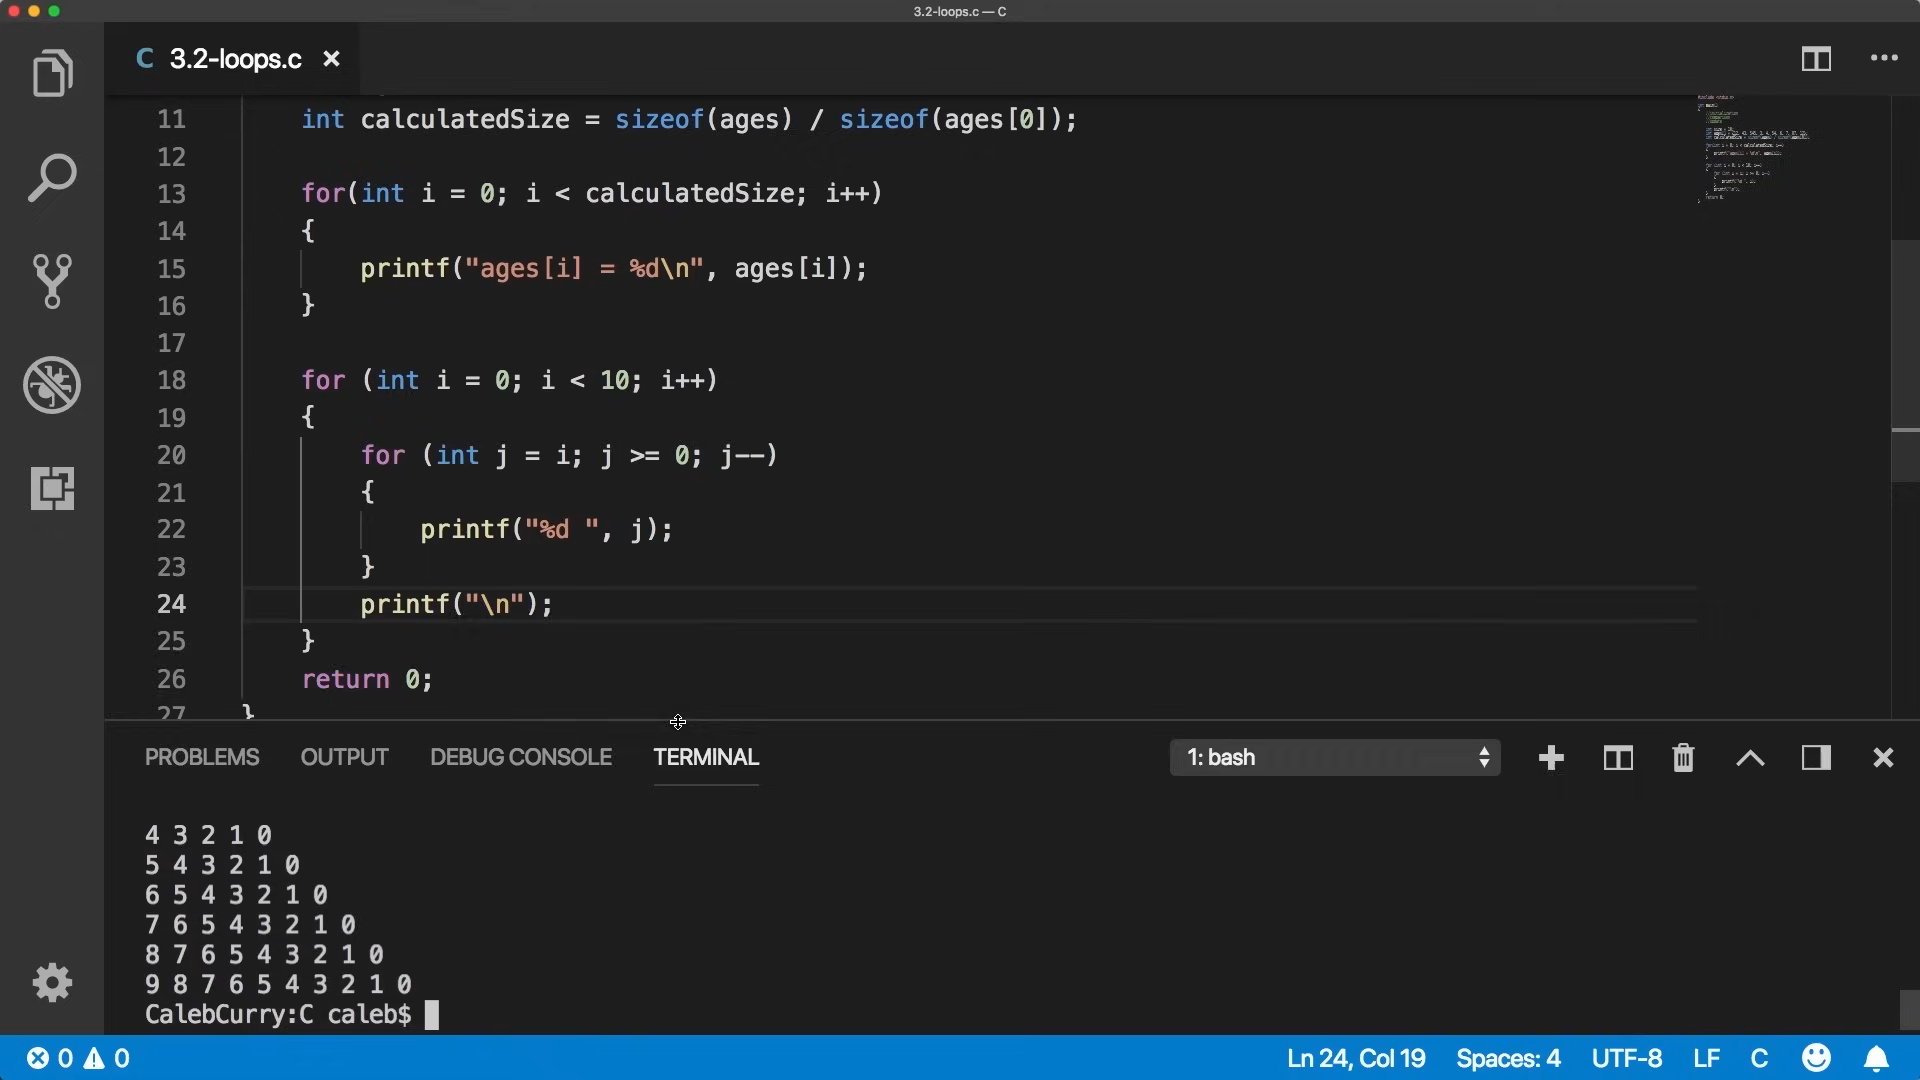 3.2-loops.c — C
C 3.2-loops.c ×
11 int calculatedSize = sizeof(ages) / sizeof(ages[0]);
12
13 for(int i = 0; i < calculatedSize; i++)
14 {
15 printf("ages[i] = %d\n", ages[i]);
16 }
17
18 for (int i = 0; i < 10; i++)
19 {
20 for (int j = i; j >= 0; j--)
21 {
22 printf("%d ", j);
23 }
24 printf("\n");
25 }
26 return 0;
27 }
PROBLEMS OUTPUT DEBUG CONSOLE TERMINAL 1: bash
4 3 2 1 0
5 4 3 2 1 0
6 5 4 3 2 1 0
7 6 5 4 3 2 1 0
8 7 6 5 4 3 2 1 0
9 8 7 6 5 4 3 2 1 0
CalebCurry:C caleb$
0 0 Ln 24, Col 19 Spaces: 4 UTF-8 LF C